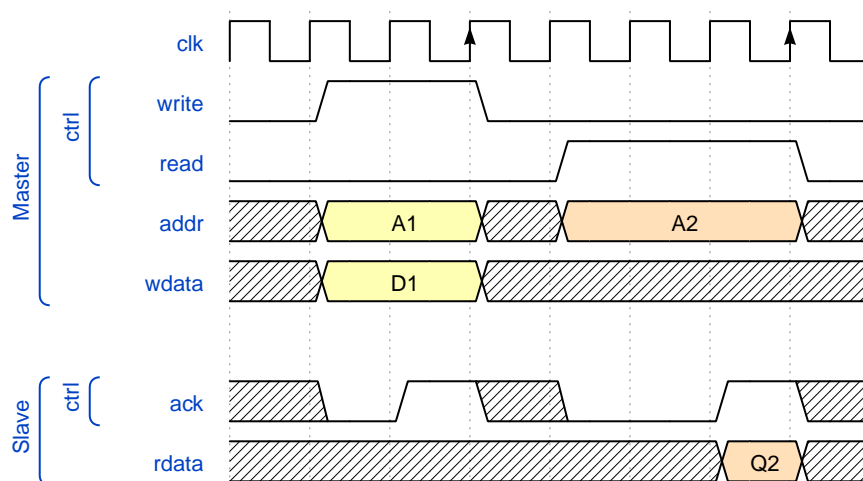 clk
Master
ctrl
write
read
addr
A1
A2
wdata
D1
Slave
ctrl
ack
rdata
Q2